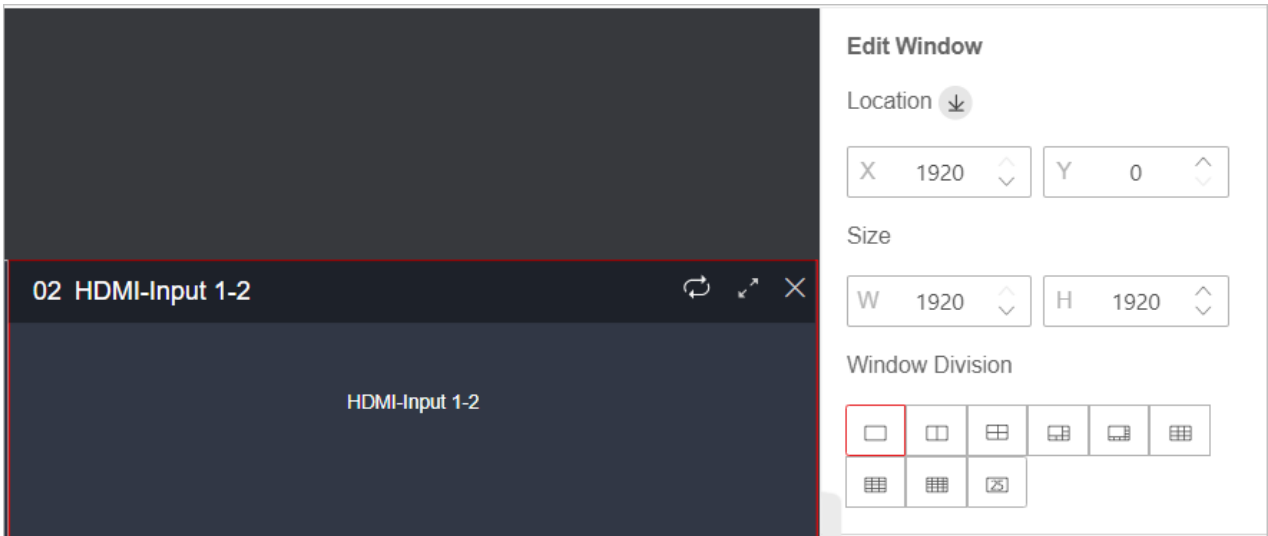 Edit Window
Location
X 1920 Y 0
Size
02 HDMI-Input 1-2
W 1920 H 1920
Window Division
HDMI-Input 1-2
25